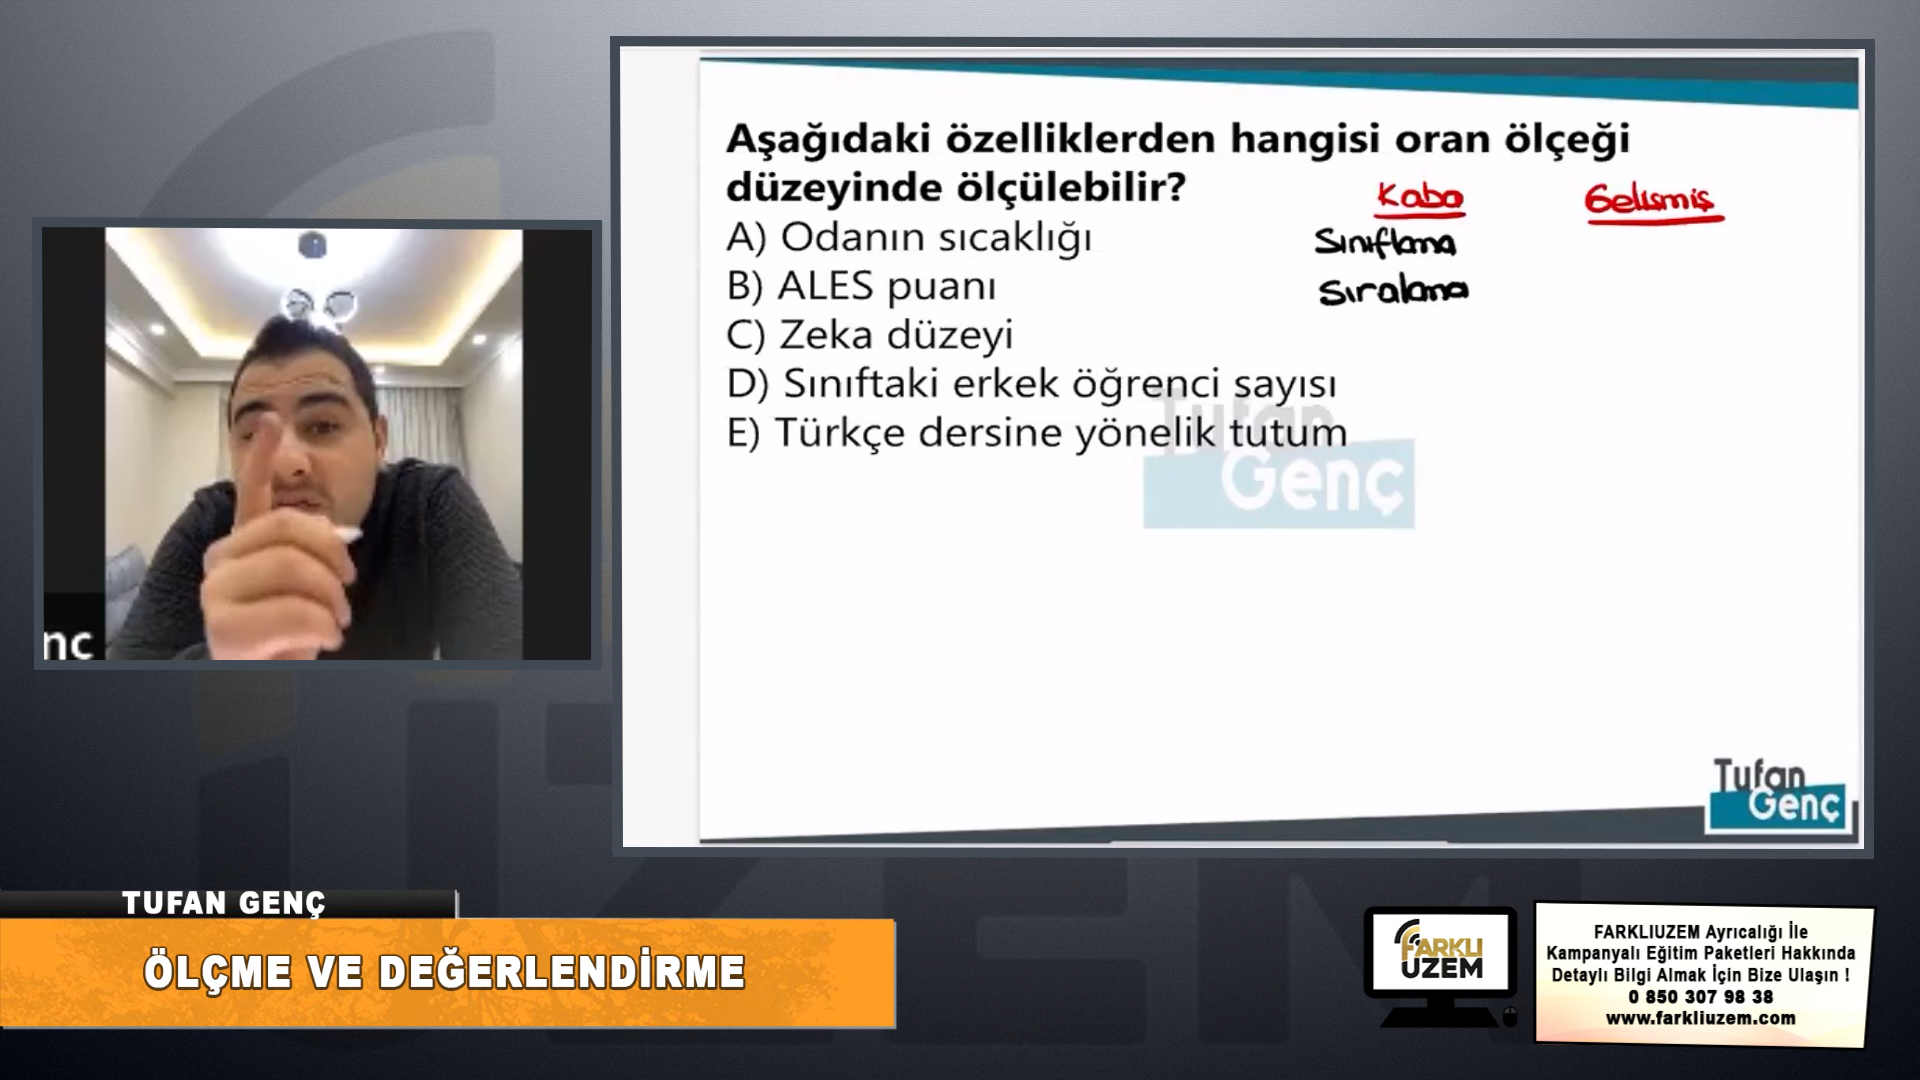 Aşağıdaki özelliklerden hangisi oran ölçeği
düzeyinde ölçülebilir?
Kaba
Gelişmiş
A) Odanın sıcaklığı
Sınıflama
B) ALES puanı
Sıralama
C) Zeka düzeyi
D) Sınıftaki erkek öğrenci sayısı
E) Türkçe dersine yönelik tutum
Tufan
Genç
nç
Tufan
Genç
TUFAN GENÇ
ÖLÇME VE DEĞERLENDİRME
FARKLI
UZEM
FARKLIUZEM Ayrıcalığı İle
Kampanyalı Eğitim Paketleri Hakkında
Detaylı Bilgi Almak İçin Bize Ulaşın !
0 850 307 98 38
www.farkliuzem.com